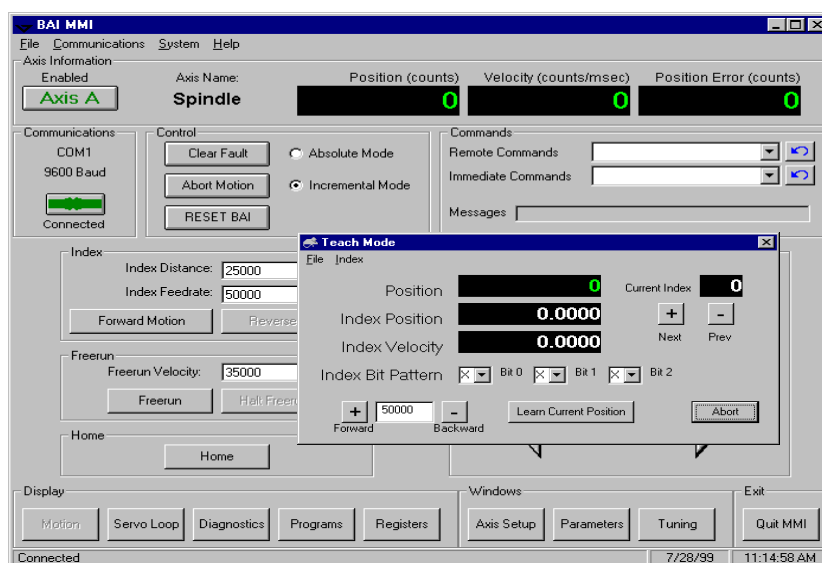 BAI MMI
File Communications System Help
Axis Information
Enabled Axis Name: Position (counts) Velocity (counts/msec) Position Error (counts)
Axis A Spindle 0 0 0
Communications Control Commands
COM1 Clear Fault Absolute Mode Remote Commands
9600 Baud Abort Motion Incremental Mode Immediate Commands
Connected RESET BAI Messages
Index
Index Distance: 25000
Index Feedrate: 50000
Forward Motion Reverse
Freerun
Freerun Velocity: 35000
Freerun Halt Freeru
Home
Home
Teach Mode
File Index
Position 0 Current Index 0
Index Position 0.0000 + -
Next Prev
Index Velocity 0.0000
Index Bit Pattern X Bit 0 X Bit 1 X Bit 2
+ 50000 - Learn Current Position Abort
Forward Backward
Display Windows Exit
Motion Servo Loop Diagnostics Programs Registers Axis Setup Parameters Tuning Quit MMI
Connected 7/28/99 11:14:58 AM